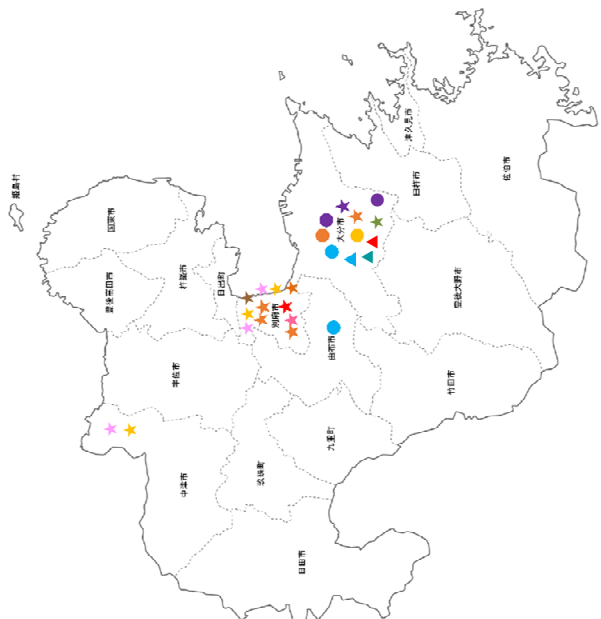 姫島村
国東市
豊後高田市
杵築市
日出町
宇佐市
別府市
中津市
玖珠町
九重町
日田市
由布市
大分市
臼杵市
津久見市
佐伯市
豊後大野市
竹田市